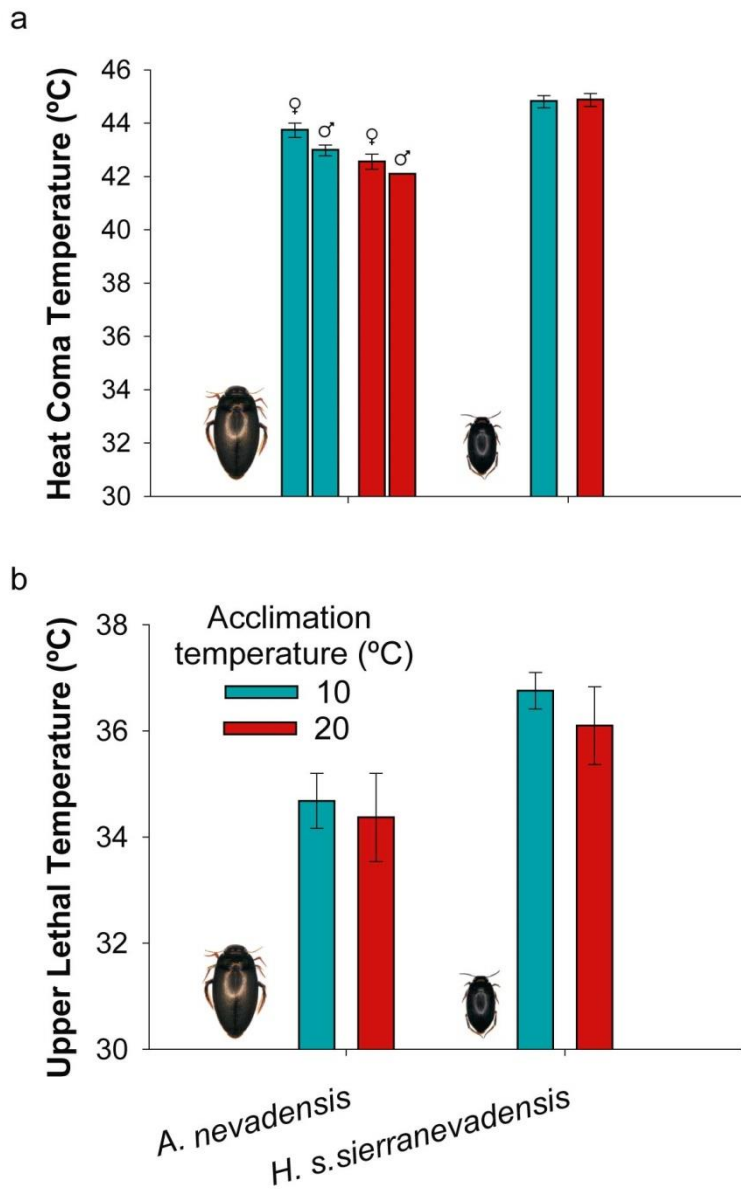 a
Heat Coma Temperature (ºC)
46
44
42
40
38
36
34
32
30
♀
♂
♀
♂
b
Upper Lethal Temperature (ºC)
38
36
34
32
30
Acclimation
temperature (ºC)
10
20
A. nevadensis
H. s.sierranevadensis